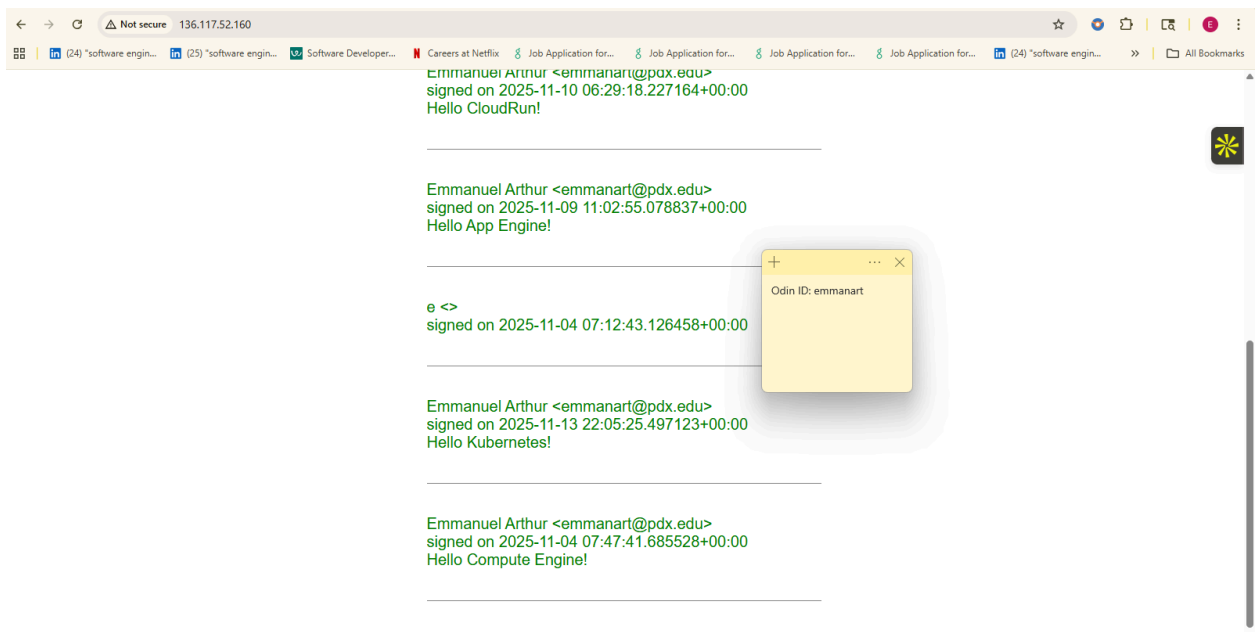 Not secure 136.117.52.160
(24) "software engin... (25) "software engin... Software Developer... Careers at Netflix Job Application for... Job Application for... Job Application for... Job Application for... (24) "software engin... » All Bookmarks
Emmanuel Arthur <emmanart@pdx.edu>
signed on 2025-11-10 06:29:18.227164+00:00
Hello CloudRun!
Emmanuel Arthur <emmanart@pdx.edu>
signed on 2025-11-09 11:02:55.078837+00:00
Hello App Engine!
e <>
signed on 2025-11-04 07:12:43.126458+00:00
Odin ID: emmanart
Emmanuel Arthur <emmanart@pdx.edu>
signed on 2025-11-13 22:05:25.497123+00:00
Hello Kubernetes!
Emmanuel Arthur <emmanart@pdx.edu>
signed on 2025-11-04 07:47:41.685528+00:00
Hello Compute Engine!